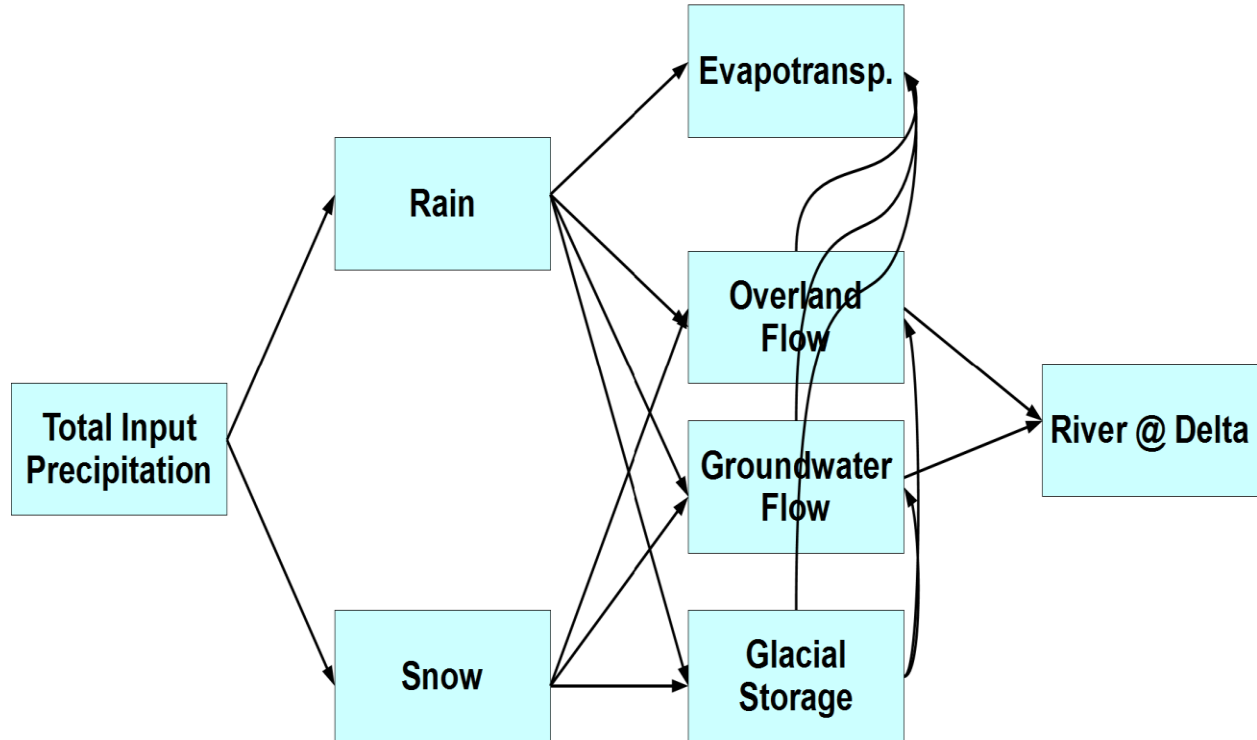 Evapotransp.
Rain
Overland
Flow
Total Input
Precipitation
River @ Delta
Groundwater
Flow
Snow
Glacial
Storage